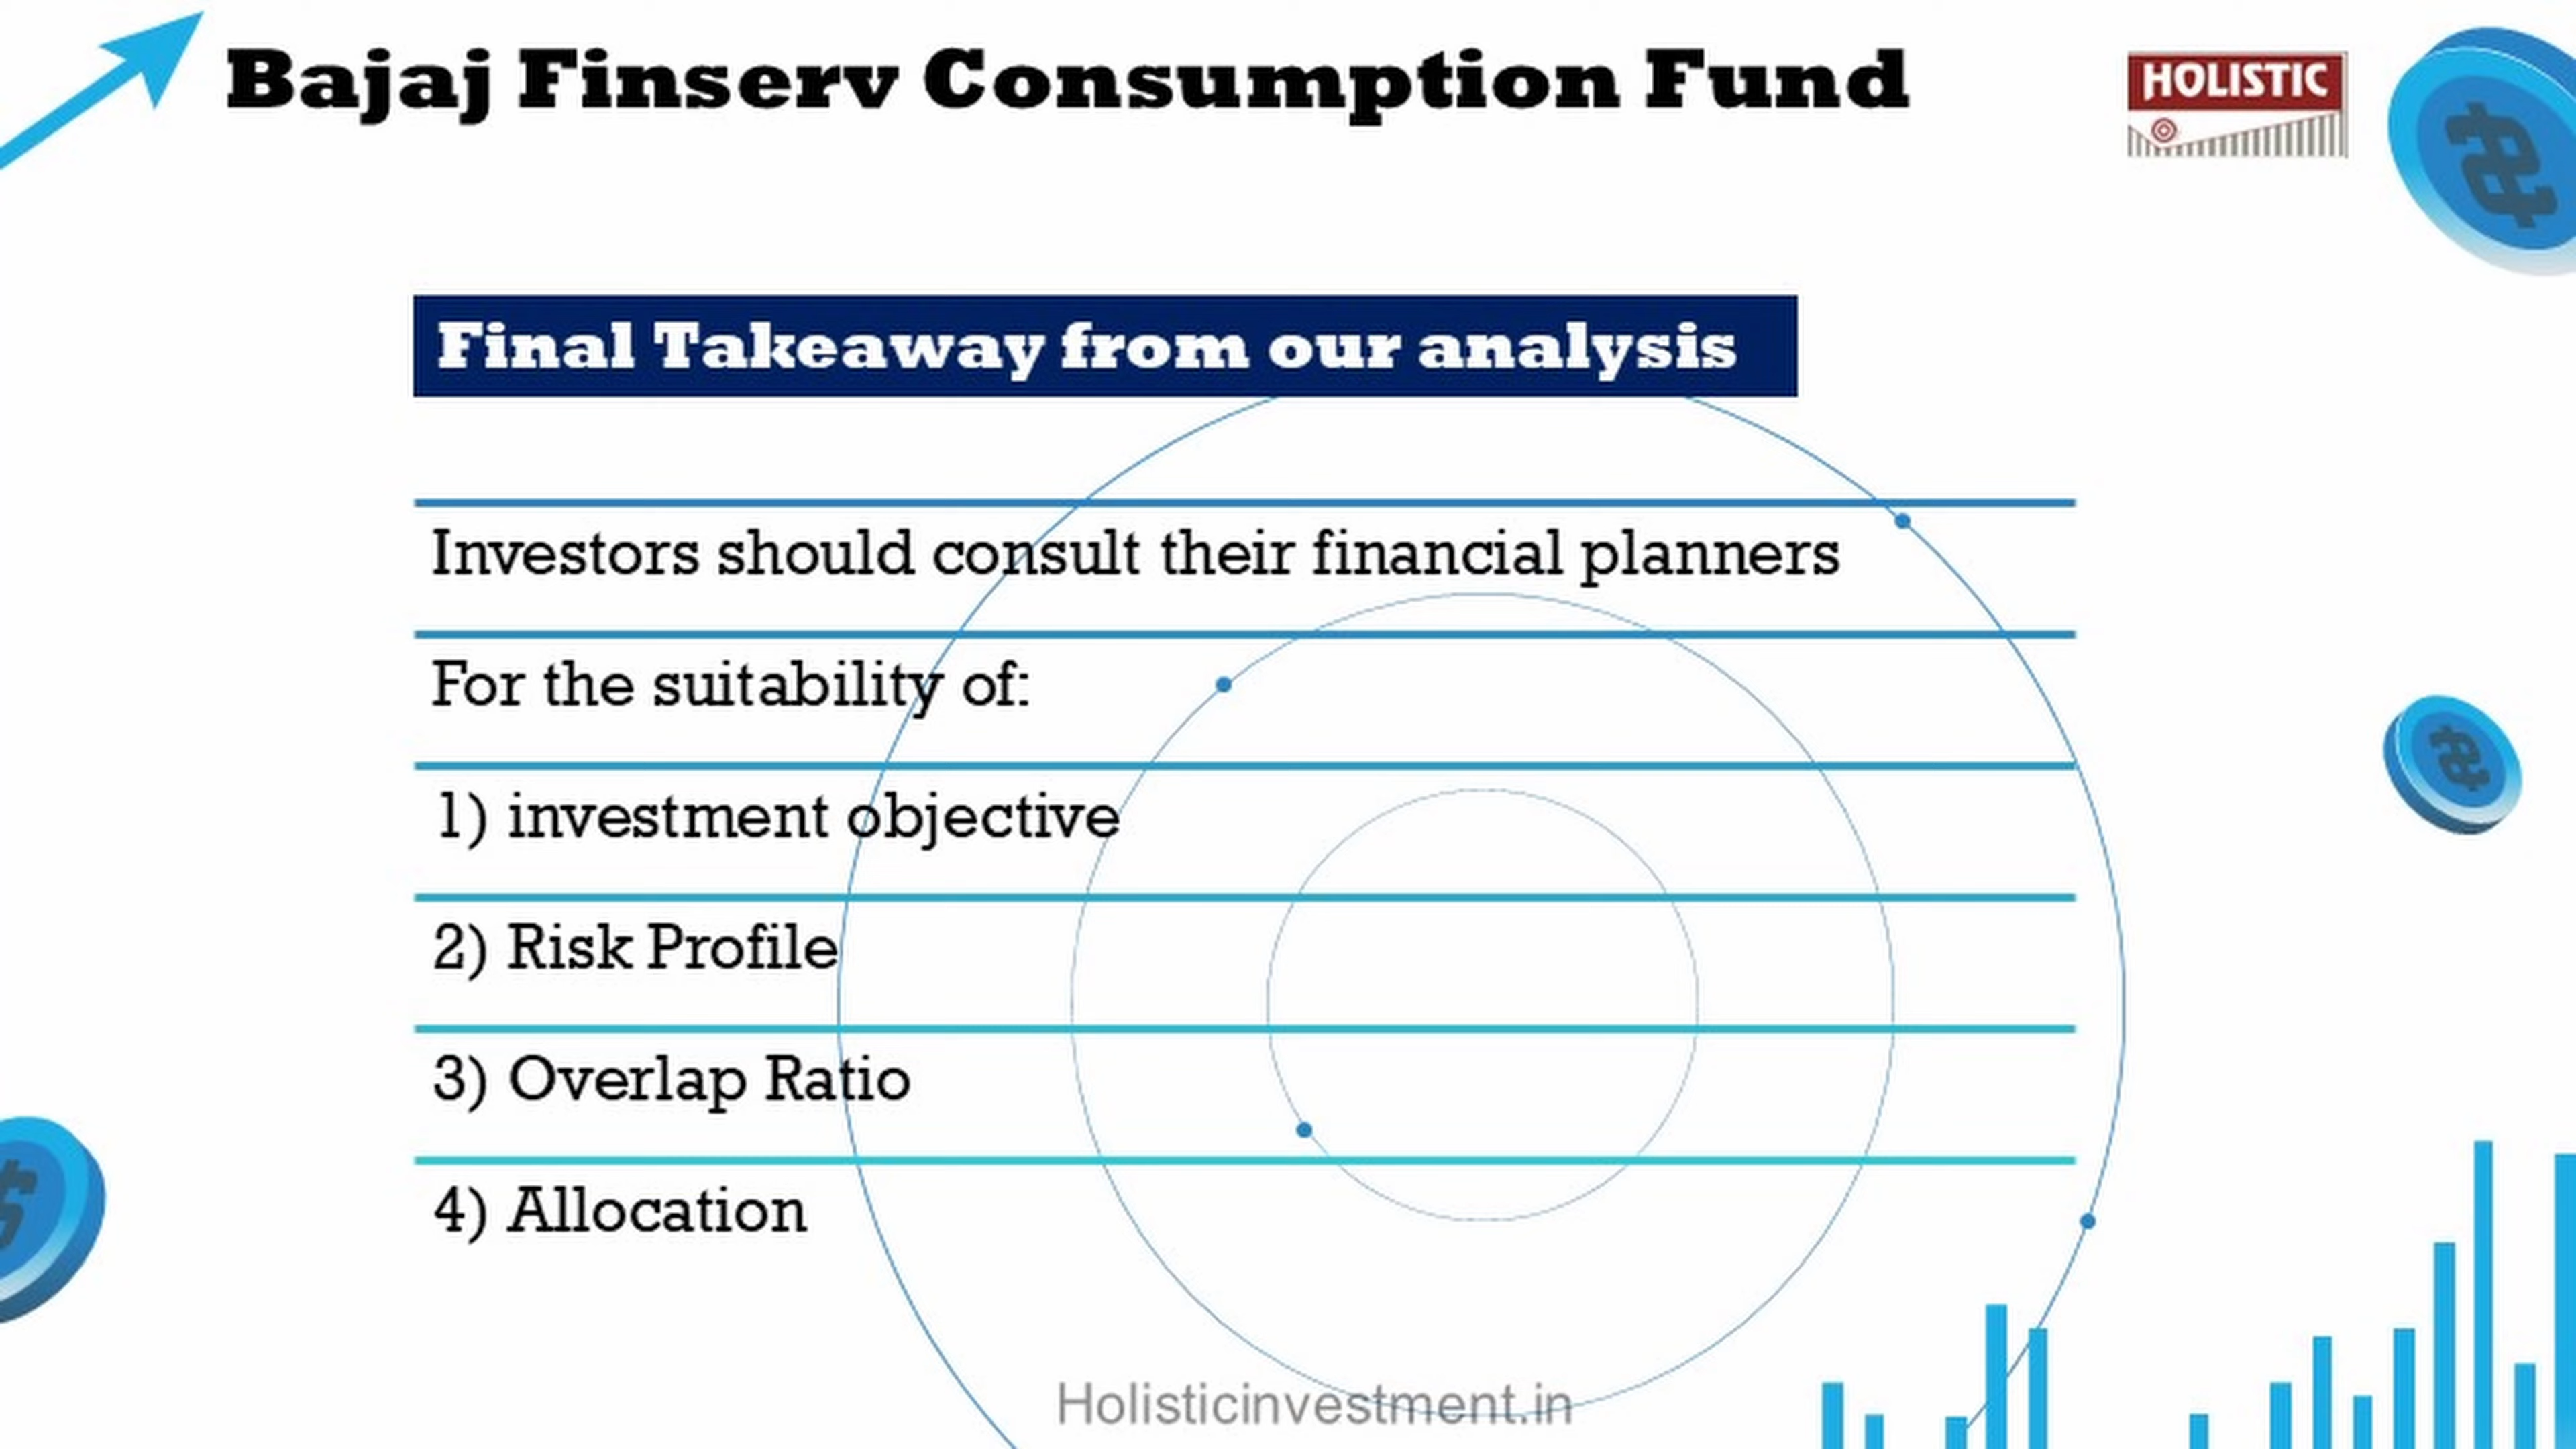 Bajaj Finserv Consumption Fund
HOLISTIC
Final Takeaway from our analysis
Investors should consult their financial planners
For the suitability of:
1) investment objective
2) Risk Profile
3) Overlap Ratio
4) Allocation
Holisticinvestment.in